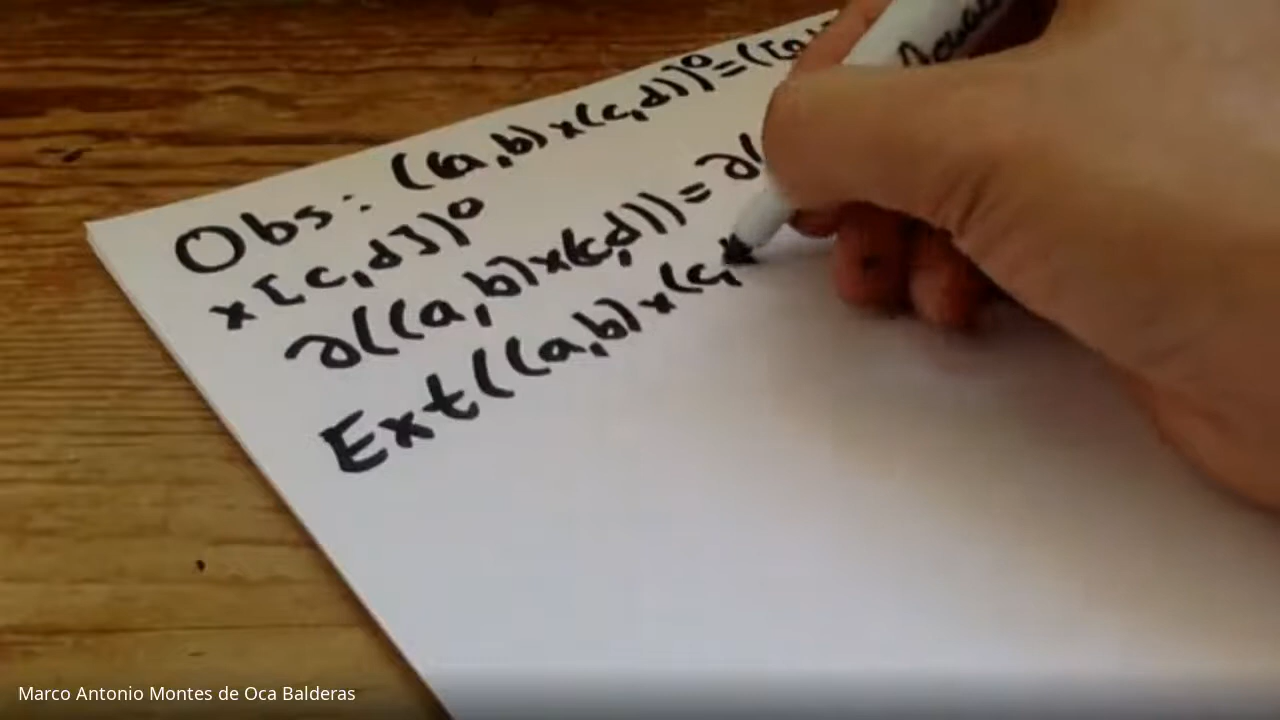 Obs: ((a,b)x(c,d))°=([a,
x[c,d])°
∂((a,b)x(c,d))=∂(
Ext((a,b)x(c,
Marco Antonio Montes de Oca Balderas